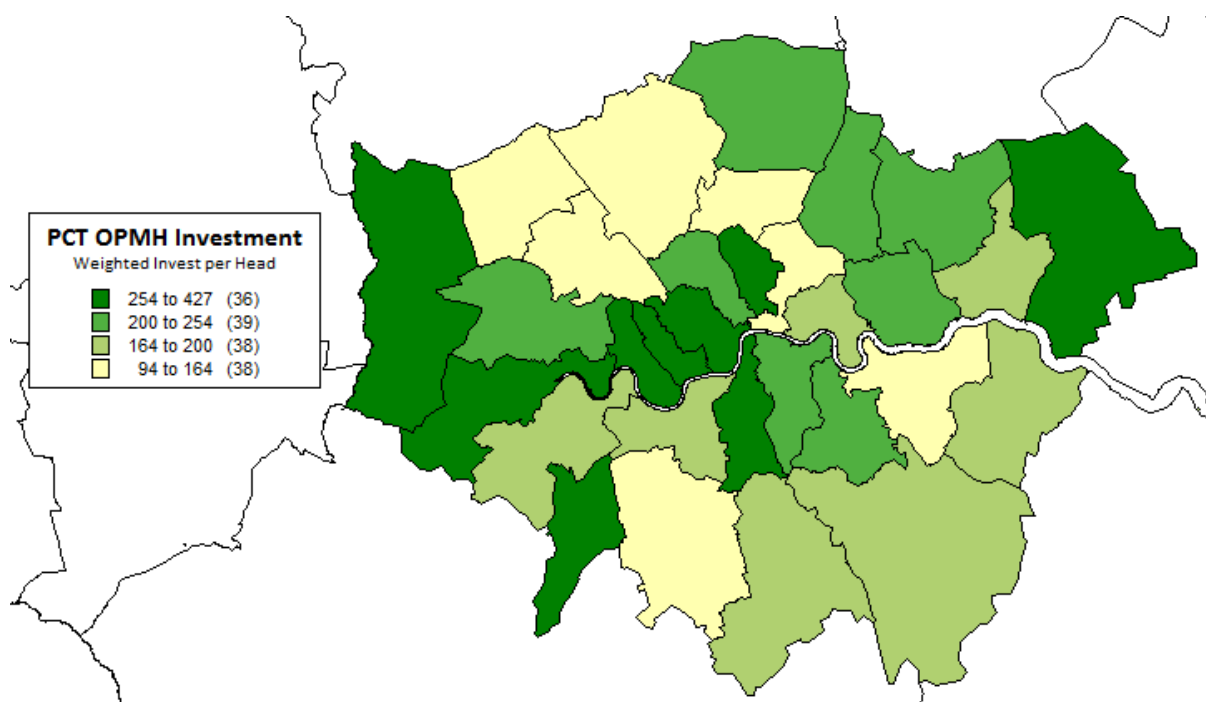 PCT OPMH Investment
Weighted Invest per Head
254 to 427 (36)
200 to 254 (39)
164 to 200 (38)
94 to 164 (38)